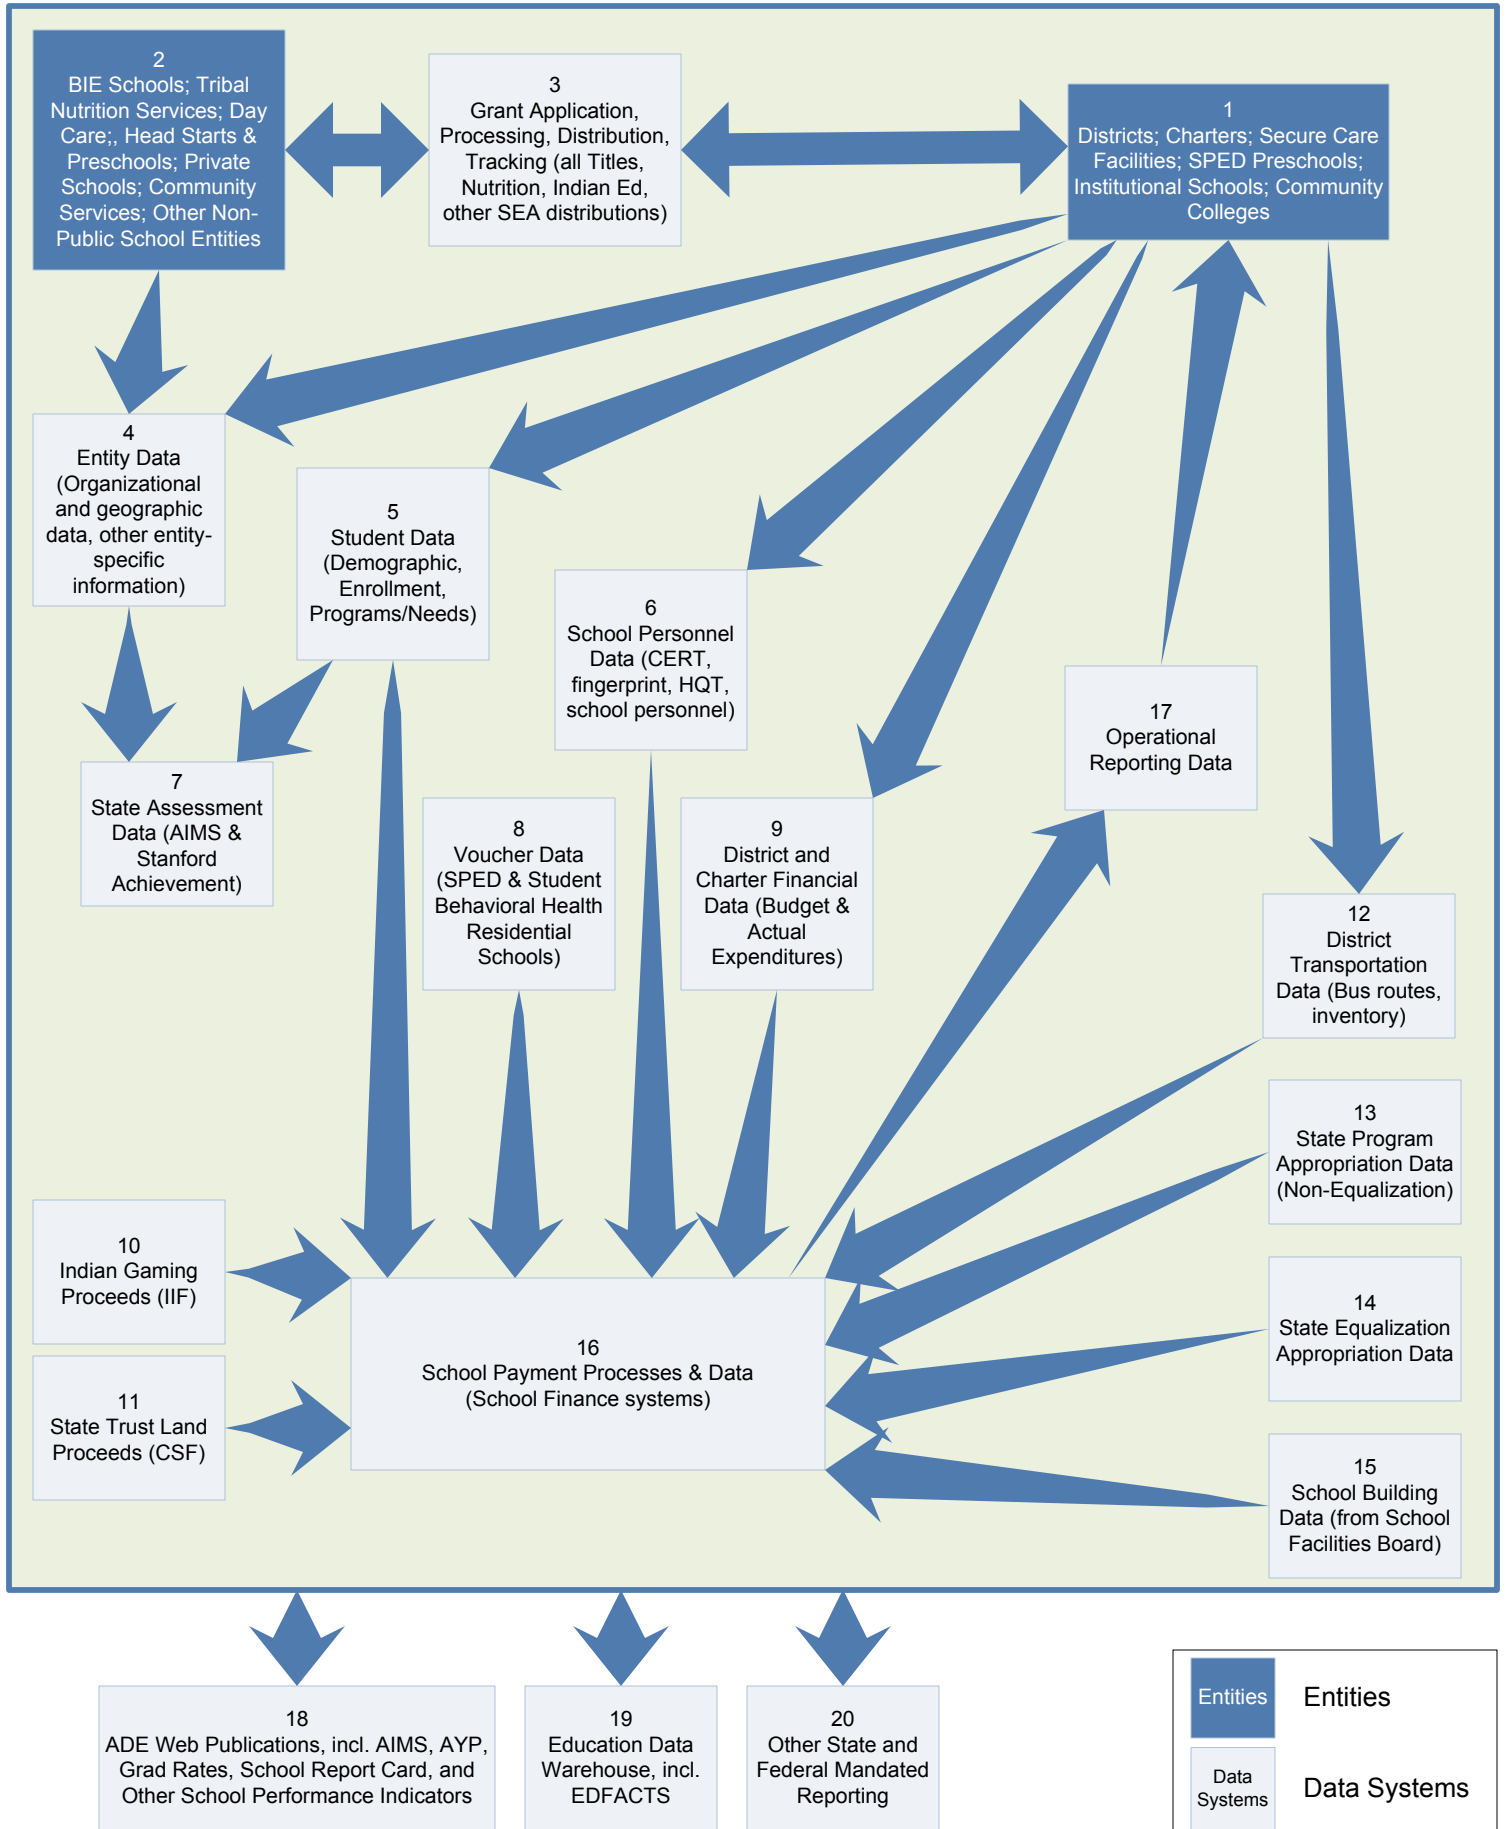 2
BIE Schools; Tribal
Nutrition Services; Day
Care;, Head Starts &
Preschools; Private
Schools; Community
Services; Other Non-
Public School Entities
3
Grant Application,
Processing, Distribution,
Tracking (all Titles,
Nutrition, Indian Ed,
other SEA distributions)
1
Districts; Charters; Secure Care
Facilities; SPED Preschools;
Institutional Schools; Community
Colleges
4
Entity Data
(Organizational
and geographic
data, other entity-
specific
information)
5
Student Data
(Demographic,
Enrollment,
Programs/Needs)
6
School Personnel
Data (CERT,
fingerprint, HQT,
school personnel)
17
Operational
Reporting Data
7
State Assessment
Data (AIMS &
Stanford
Achievement)
8
Voucher Data
(SPED & Student
Behavioral Health
Residential
Schools)
9
District and
Charter Financial
Data (Budget &
Actual
Expenditures)
12
District
Transportation
Data (Bus routes,
inventory)
13
State Program
Appropriation Data
(Non-Equalization)
10
Indian Gaming
Proceeds (IIF)
14
State Equalization
Appropriation Data
16
School Payment Processes & Data
(School Finance systems)
11
State Trust Land
Proceeds (CSF)
15
School Building
Data (from School
Facilities Board)
18
ADE Web Publications, incl. AIMS, AYP,
Grad Rates, School Report Card, and
Other School Performance Indicators
19
Education Data
Warehouse, incl.
EDFACTS
20
Other State and
Federal Mandated
Reporting
Entities
Entities
Data
Systems
Data Systems